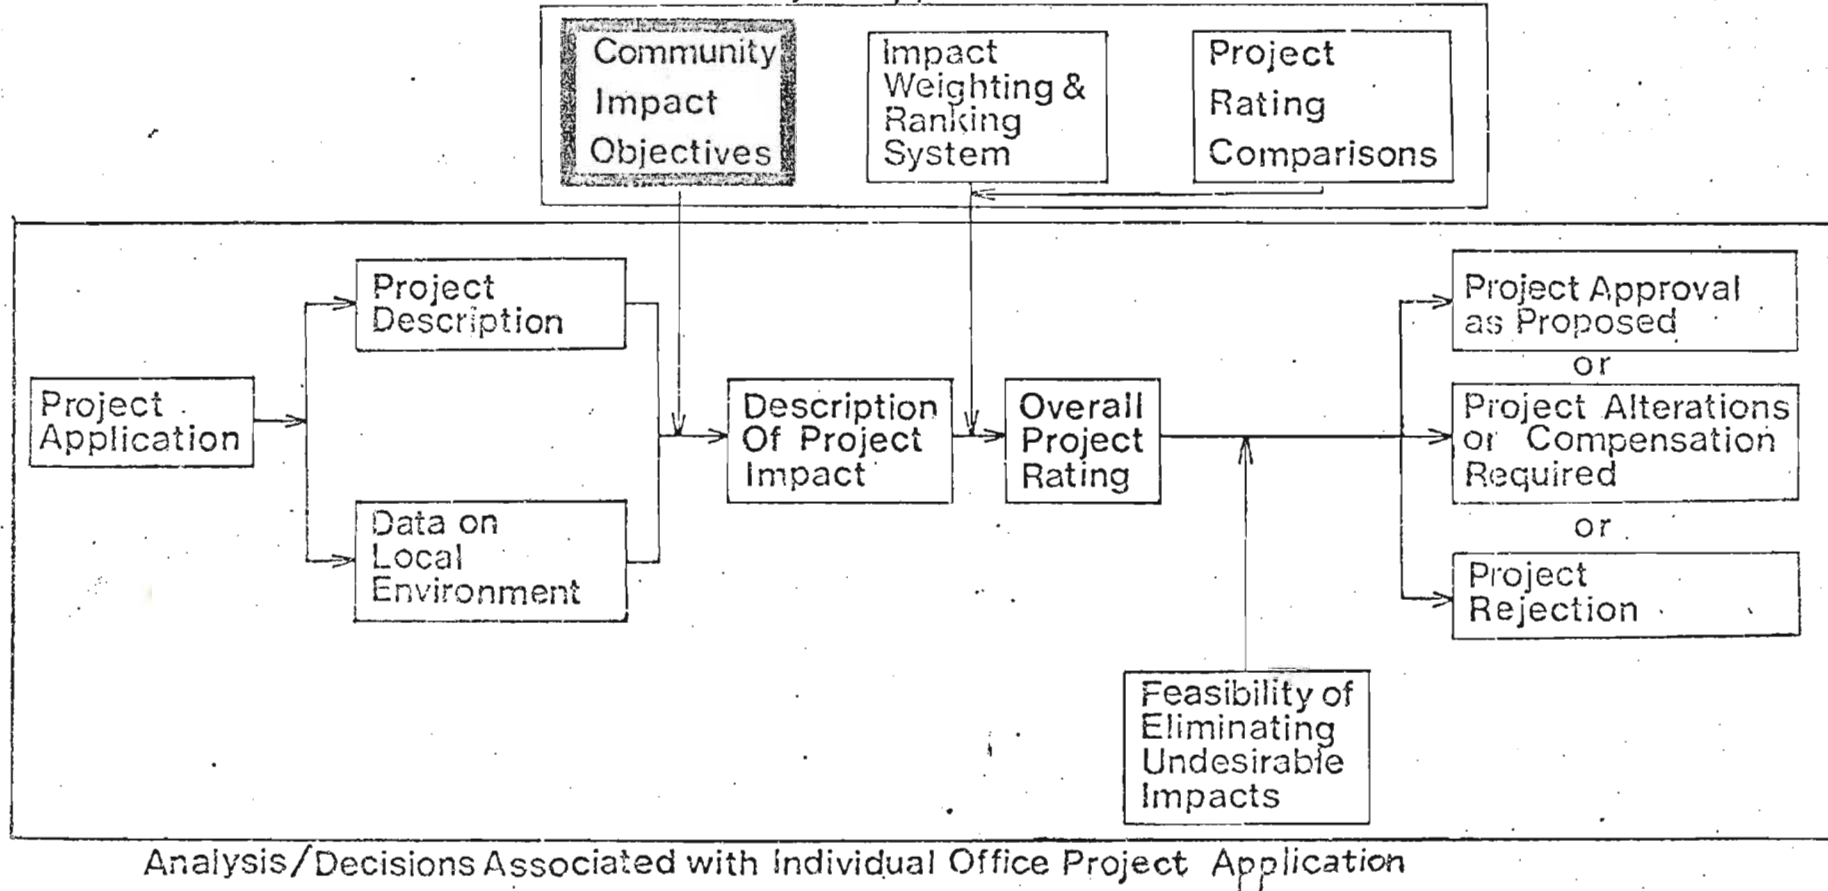 Community
Impact
Objectives
Impact
Weighting &
Ranking
System
Project
Rating
Comparisons
Project
Description
Project Approval
as Proposed
or
Project
Application
Description
Of Project
Impact
Overall
Project
Rating
Project Alterations
or Compensation
Required
or
Data on
Local
Environment
Project
Rejection
Feasibility of
Eliminating
Undesirable
Impacts
Analysis/Decisions Associated with Individual Office Project Application